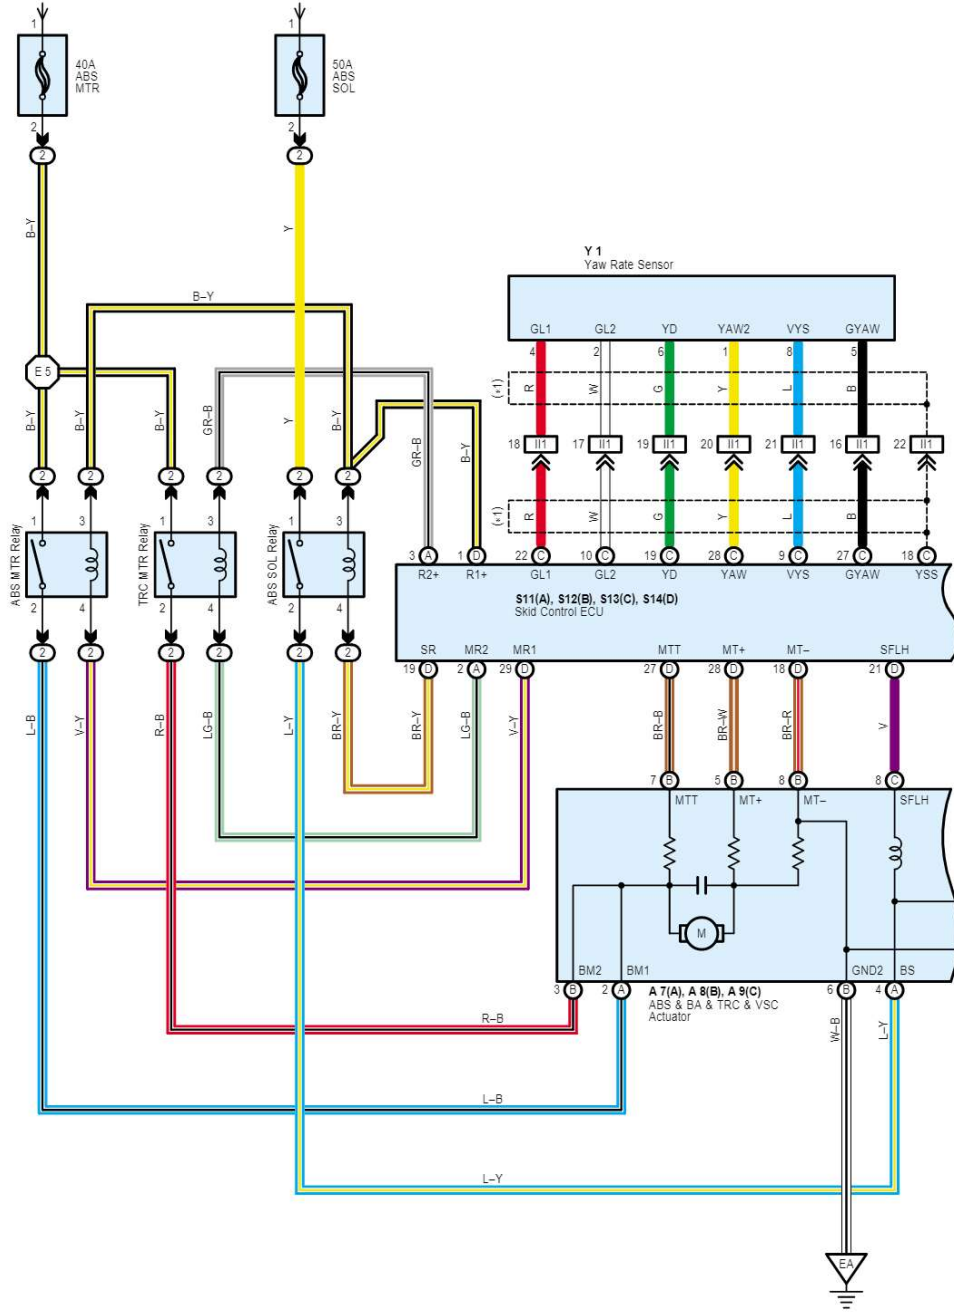 1 1
40A ABS MTR
50A ABS SOL
2 2
2 2
B–Y Y
Y 1
Yaw Rate Sensor
B–Y
GL1 GL2 YD YAW2 VYS GYAW
4 2 6 1 8 5
E 5
(*1) R W G Y L B
B–Y B–Y B–Y GR–B Y B–Y GR–B B–Y
18 II1 17 II1 19 II1 20 II1 21 II1 16 II1 22 II1
2 2 2 2 2 2
(*1) R W G Y L B
1 3 1 3 1 3
ABS MTR Relay TRC MTR Relay ABS SOL Relay
3 A 1 D 22 C 10 C 19 C 28 C 9 C 27 C 18 C
R2+ R1+ GL1 GL2 YD YAW VYS GYAW YSS
S11(A), S12(B), S13(C), S14(D)
Skid Control ECU
2 4 2 4 2 4
2 2 2 2 2 2
SR MR2 MR1 MTT MT+ MT– SFLH
19 D 2 A 29 D 27 D 28 D 18 D 21 D
L–B V–Y R–B LG–B L–Y BR–Y BR–Y LG–B V–Y BR–B BR–W BR–R V
7 B 5 B 8 B 8 C
MTT MT+ MT– SFLH
M
BM2 BM1 GND2 BS
3 B 2 A 6 B 4 A
A 7(A), A 8(B), A 9(C)
ABS & BA & TRC & VSC
Actuator
R–B W–B L–Y
L–B
L–Y
EA